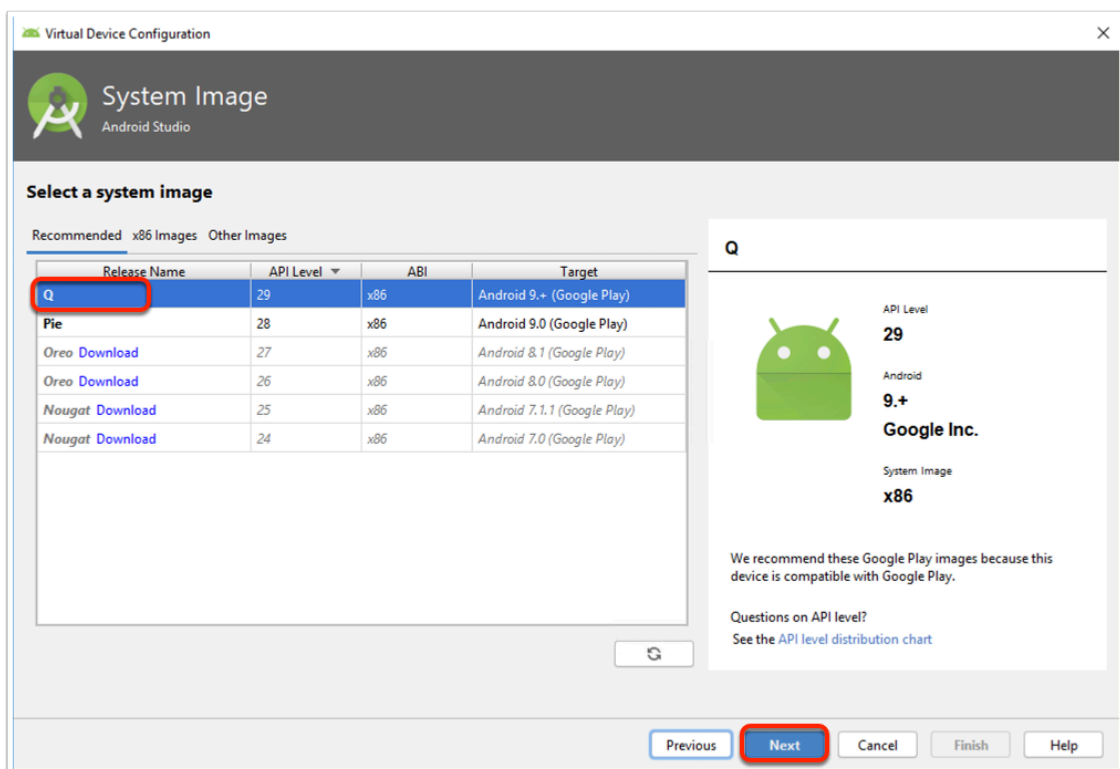 Virtual Device Configuration
System Image
Android Studio
Select a system image
Recommended x86 Images Other Images
Release Name API Level ABI Target
Q 29 x86 Android 9.+ (Google Play)
Pie 28 x86 Android 9.0 (Google Play)
Oreo Download 27 x86 Android 8.1 (Google Play)
Oreo Download 26 x86 Android 8.0 (Google Play)
Nougat Download 25 x86 Android 7.1.1 (Google Play)
Nougat Download 24 x86 Android 7.0 (Google Play)
Q
API Level
29
Android
9.+
Google Inc.
System Image
x86
We recommend these Google Play images because this
device is compatible with Google Play.
Questions on API level?
See the API level distribution chart
Previous Next Cancel Finish Help